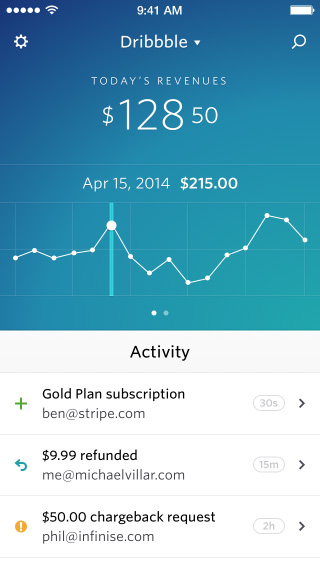 9:41 AM
Dribbble
TODAY'S REVENUES
$128 50
Apr 15, 2014 $215.00
Activity
Gold Plan subscription
ben@stripe.com
30s
$9.99 refunded
me@michaelvillar.com
15m
$50.00 chargeback request
phil@infinise.com
2h